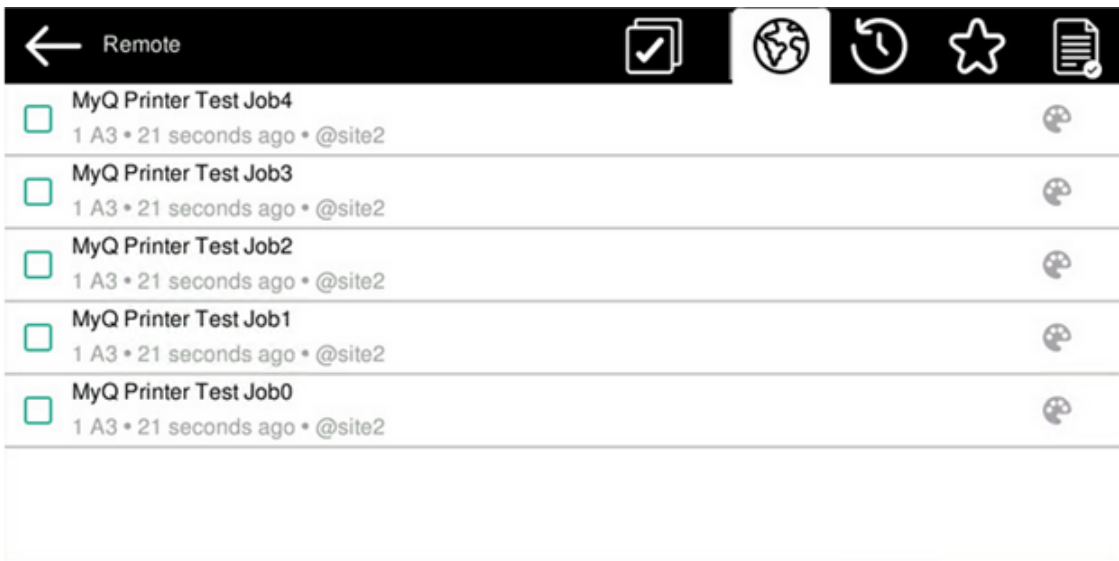 Remote
MyQ Printer Test Job4
1 A3 • 21 seconds ago • @site2
MyQ Printer Test Job3
1 A3 • 21 seconds ago • @site2
MyQ Printer Test Job2
1 A3 • 21 seconds ago • @site2
MyQ Printer Test Job1
1 A3 • 21 seconds ago • @site2
MyQ Printer Test Job0
1 A3 • 21 seconds ago • @site2